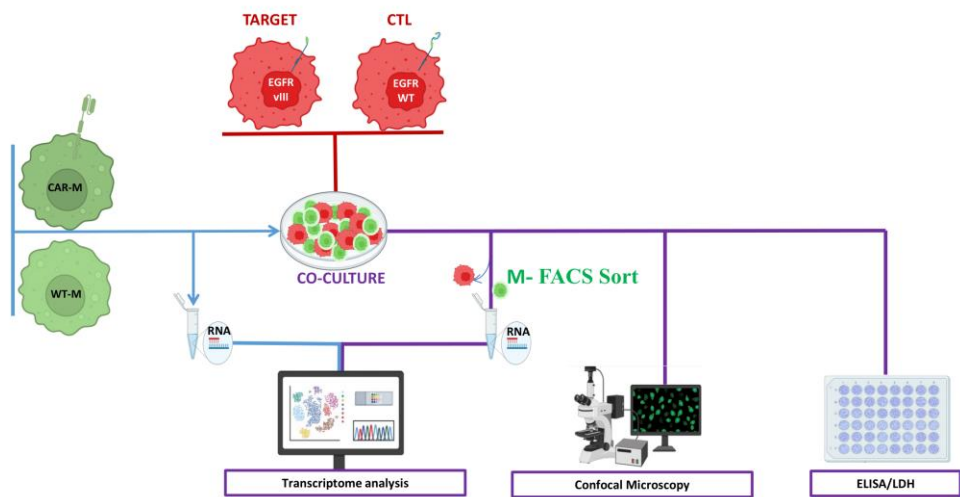 TARGET
CTL
EGFR
vIII
EGFR
WT
CAR-M
WT-M
CO-CULTURE
M- FACS Sort
RNA
RNA
Transcriptome analysis
Confocal Microscopy
ELISA/LDH